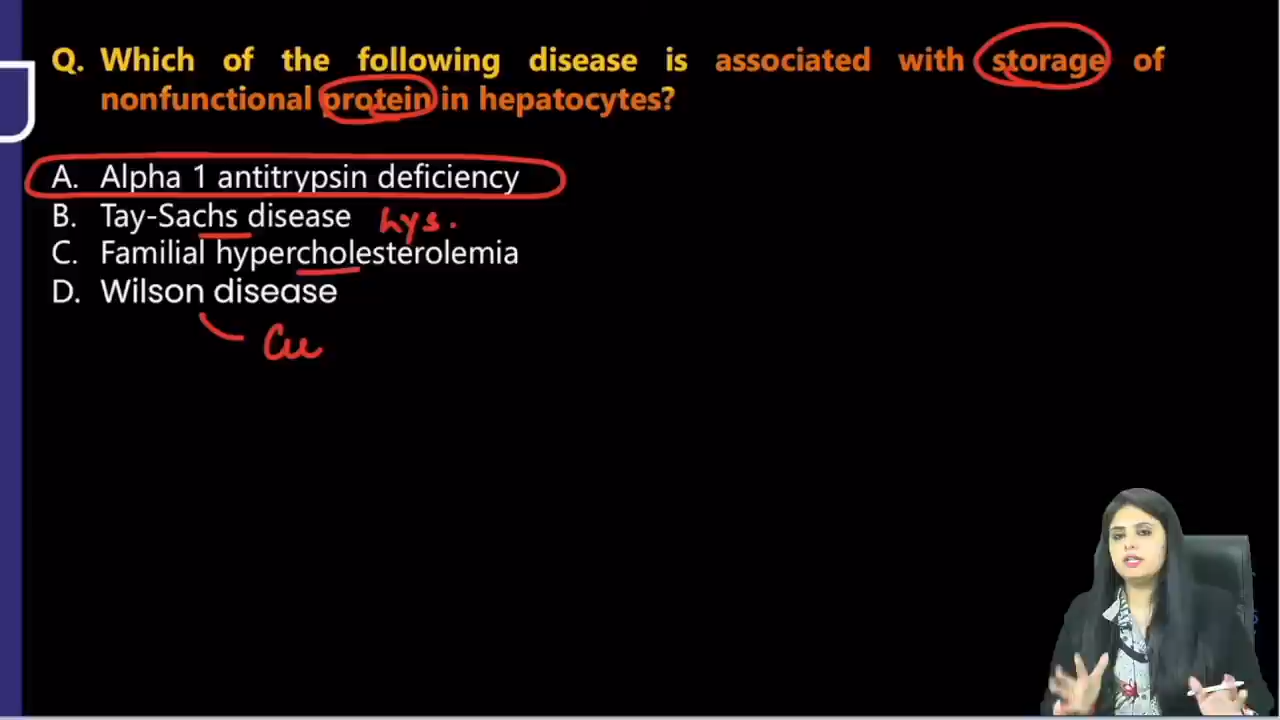 Q. Which of the following disease is associated with storage of
nonfunctional protein in hepatocytes?
A. Alpha 1 antitrypsin deficiency
B. Tay-Sachs disease hys.
C. Familial hypercholesterolemia
D. Wilson disease
Cu